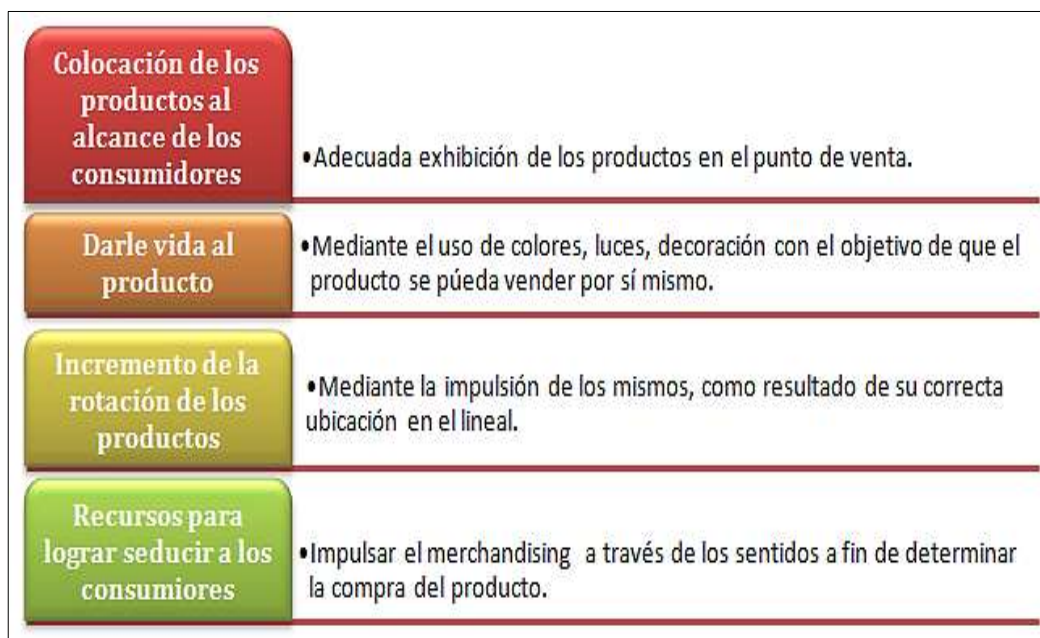 Colocación de los
productos al
alcance de los
consumidores
•Adecuada exhibición de los productos en el punto de venta.
Darle vida al
producto
•Mediante el uso de colores, luces, decoración con el objetivo de que el
producto se púeda vender por sí mismo.
Incremento de la
rotación de los
productos
•Mediante la impulsión de los mismos, como resultado de su correcta
ubicación en el lineal.
Recursos para
lograr seducir a los
consumiores
•Impulsar el merchandising a través de los sentidos a fin de determinar
la compra del producto.